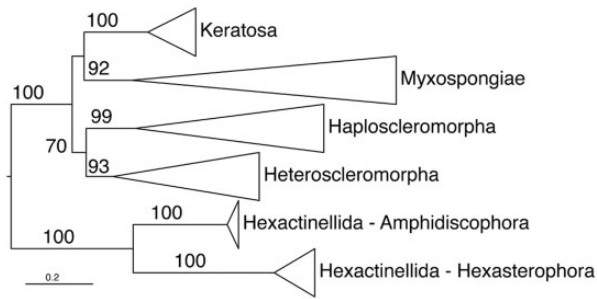 100
Keratosa
92
Myxospongiae
100
99
Haploscleromorpha
70
93
Heteroscleromorpha
100
Hexactinellida - Amphidiscophora
100
100
Hexactinellida - Hexasterophora
0.2